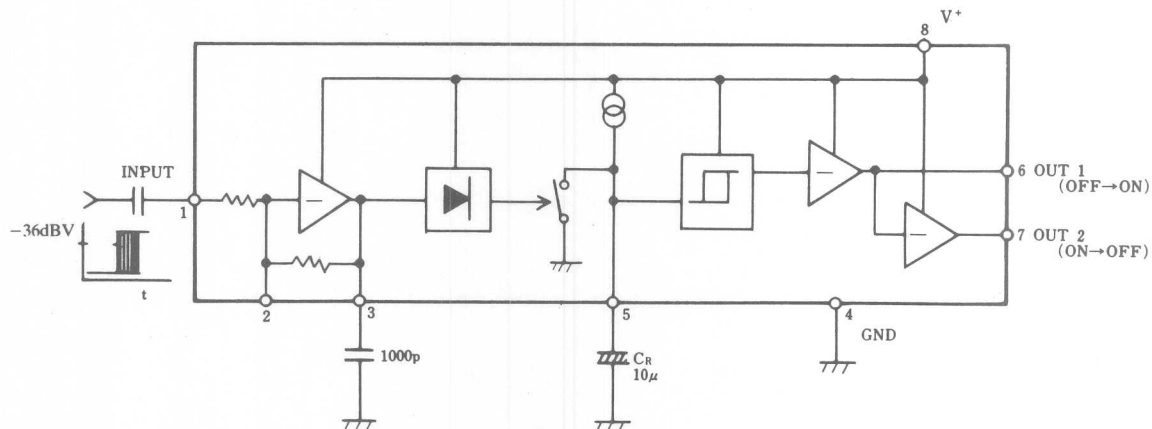 V+
8
INPUT
1
6 OUT 1
(OFF→ON)
-36dBV
7 OUT 2
(ON→OFF)
t
2
3
5
4
GND
1000p
CR
10μ